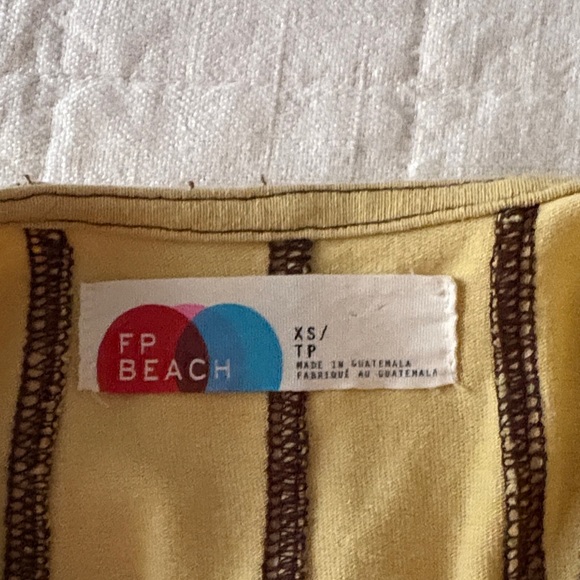 FP
BEACH
XS/
TP
MADE IN GUATEMALA
FABRIQUÉ AU GUATEMALA